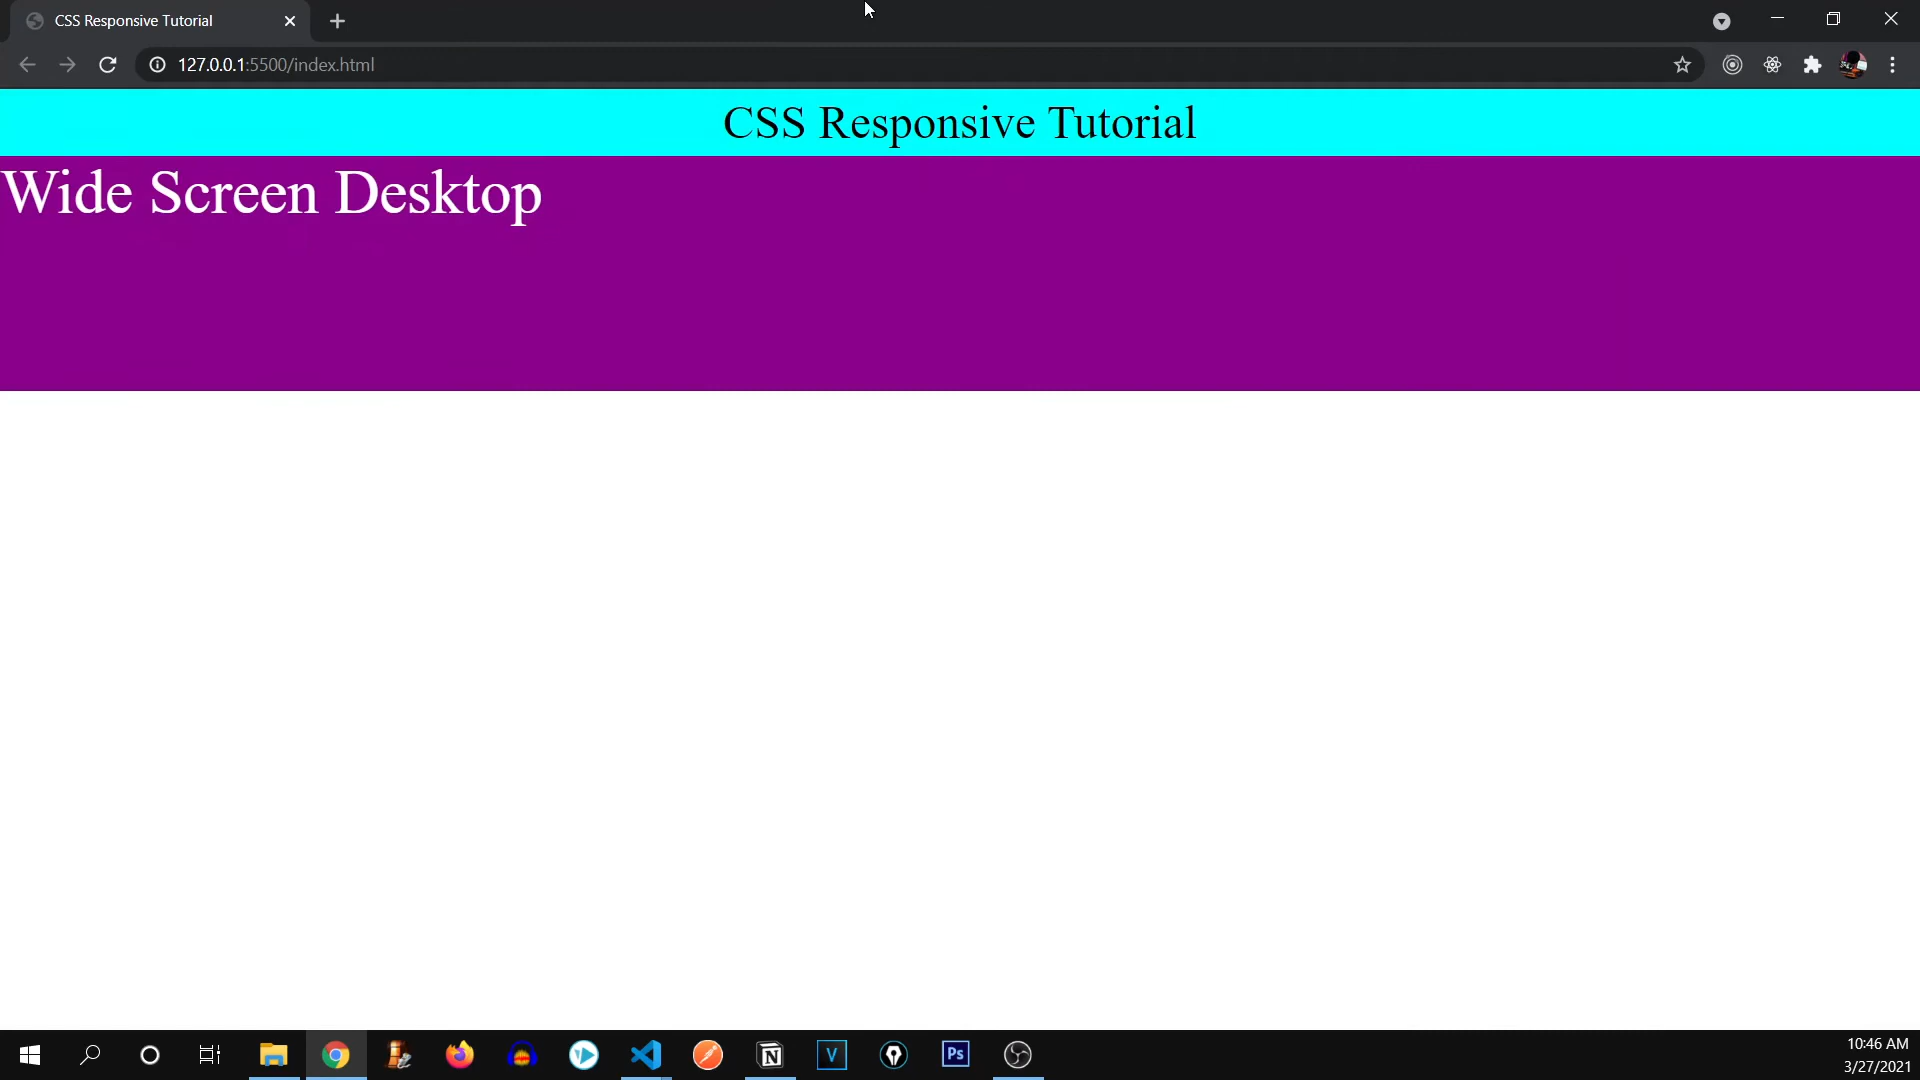 CSS Responsive Tutorial
127.0.0.1:5500/index.html
CSS Responsive Tutorial
Wide Screen Desktop
N
V
Ps
10:46 AM
3/27/2021